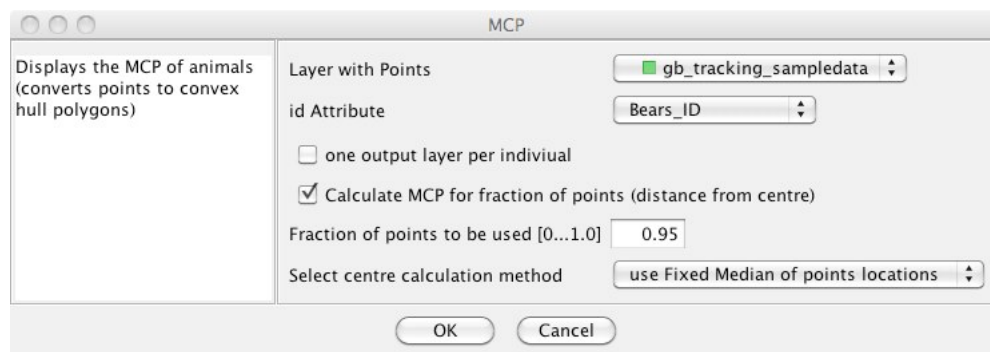 MCP
Displays the MCP of animals
(converts points to convex
hull polygons)
Layer with Points
gb_tracking_sampledata
id Attribute
Bears_ID
one output layer per indiviual
Calculate MCP for fraction of points (distance from centre)
Fraction of points to be used [0...1.0]
0.95
Select centre calculation method
use Fixed Median of points locations
OK
Cancel